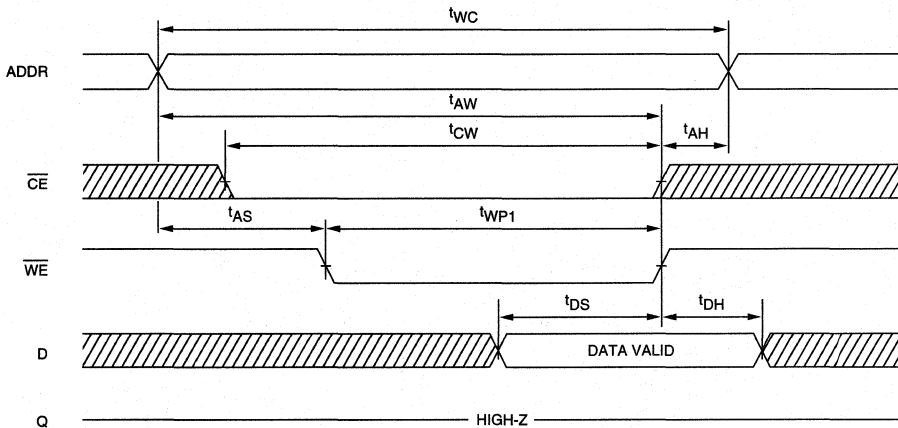 tWC
ADDR
tAW
tCW
tAH
CE
tAS
tWP1
WE
tDS
tDH
D
DATA VALID
Q
HIGH-Z